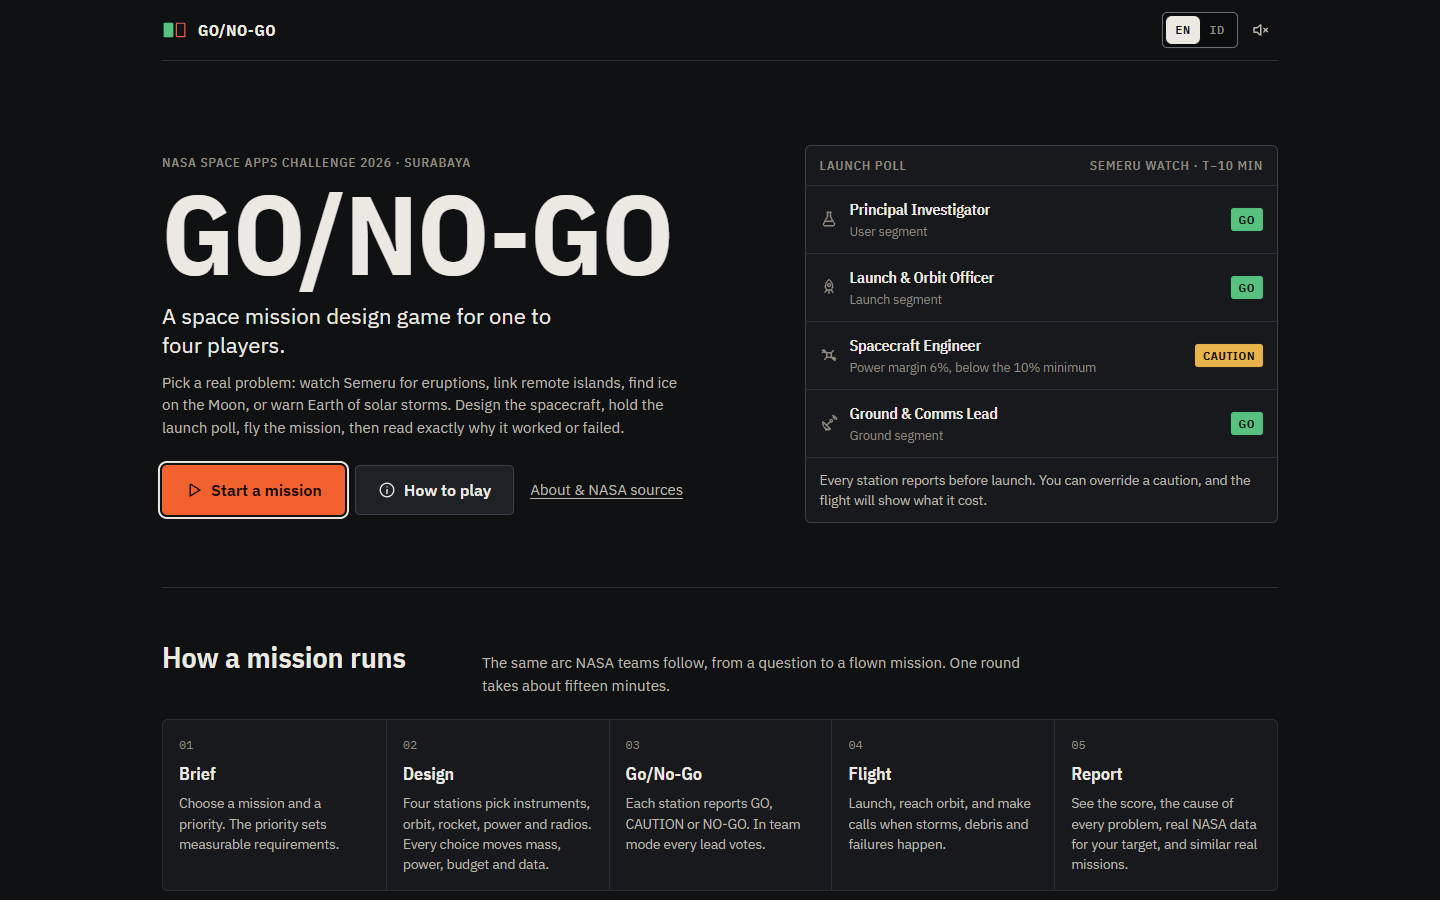 GO/NO-GO
EN ID
NASA SPACE APPS CHALLENGE 2026 · SURABAYA
GO/NO-GO
A space mission design game for one to
four players.
Pick a real problem: watch Semeru for eruptions, link remote islands, find ice
on the Moon, or warn Earth of solar storms. Design the spacecraft, hold the
launch poll, fly the mission, then read exactly why it worked or failed.
Start a mission
How to play
About & NASA sources
LAUNCH POLL
SEMERU WATCH · T−10 MIN
Principal Investigator
User segment
GO
Launch & Orbit Officer
Launch segment
GO
Spacecraft Engineer
Power margin 6%, below the 10% minimum
CAUTION
Ground & Comms Lead
Ground segment
GO
Every station reports before launch. You can override a caution, and the
flight will show what it cost.
How a mission runs
The same arc NASA teams follow, from a question to a flown mission. One round
takes about fifteen minutes.
01
Brief
Choose a mission and a
priority. The priority sets
measurable requirements.
02
Design
Four stations pick instruments,
orbit, rocket, power and radios.
Every choice moves mass,
power, budget and data.
03
Go/No-Go
Each station reports GO,
CAUTION or NO-GO. In team
mode every lead votes.
04
Flight
Launch, reach orbit, and make
calls when storms, debris and
failures happen.
05
Report
See the score, the cause of
every problem, real NASA data
for your target, and similar real
missions.